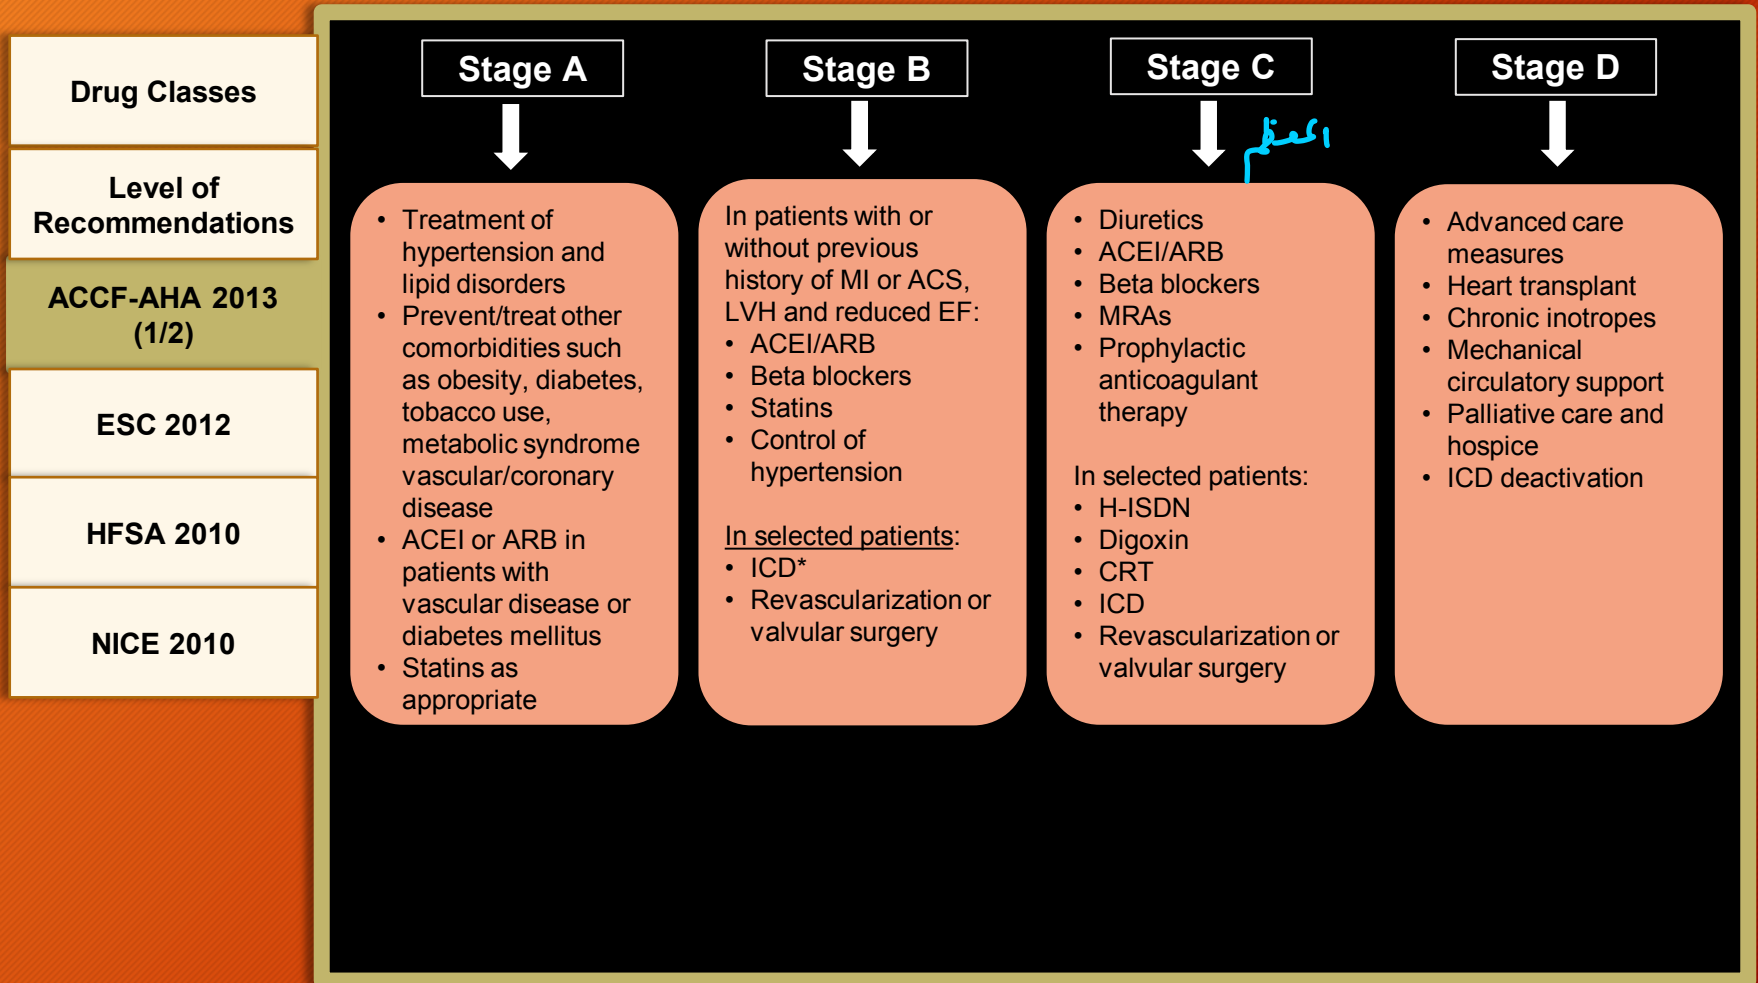 Drug Classes
Level of
Recommendations
ACCF-AHA 2013
(1/2)
ESC 2012
HFSA 2010
NICE 2010
Stage A
• Treatment of
hypertension and
lipid disorders
• Prevent/treat other
comorbidities such
as obesity, diabetes,
tobacco use,
metabolic syndrome
vascular/coronary
disease
• ACEI or ARB in
patients with
vascular disease or
diabetes mellitus
• Statins as
appropriate
Stage B
In patients with or
without previous
history of MI or ACS,
LVH and reduced EF:
• ACEI/ARB
• Beta blockers
• Statins
• Control of
hypertension
In selected patients:
• ICD*
• Revascularization or
valvular surgery
Stage C
• Diuretics
• ACEI/ARB
• Beta blockers
• MRAs
• Prophylactic
anticoagulant
therapy
In selected patients:
• H-ISDN
• Digoxin
• CRT
• ICD
• Revascularization or
valvular surgery
Stage D
• Advanced care
measures
• Heart transplant
• Chronic inotropes
• Mechanical
circulatory support
• Palliative care and
hospice
• ICD deactivation